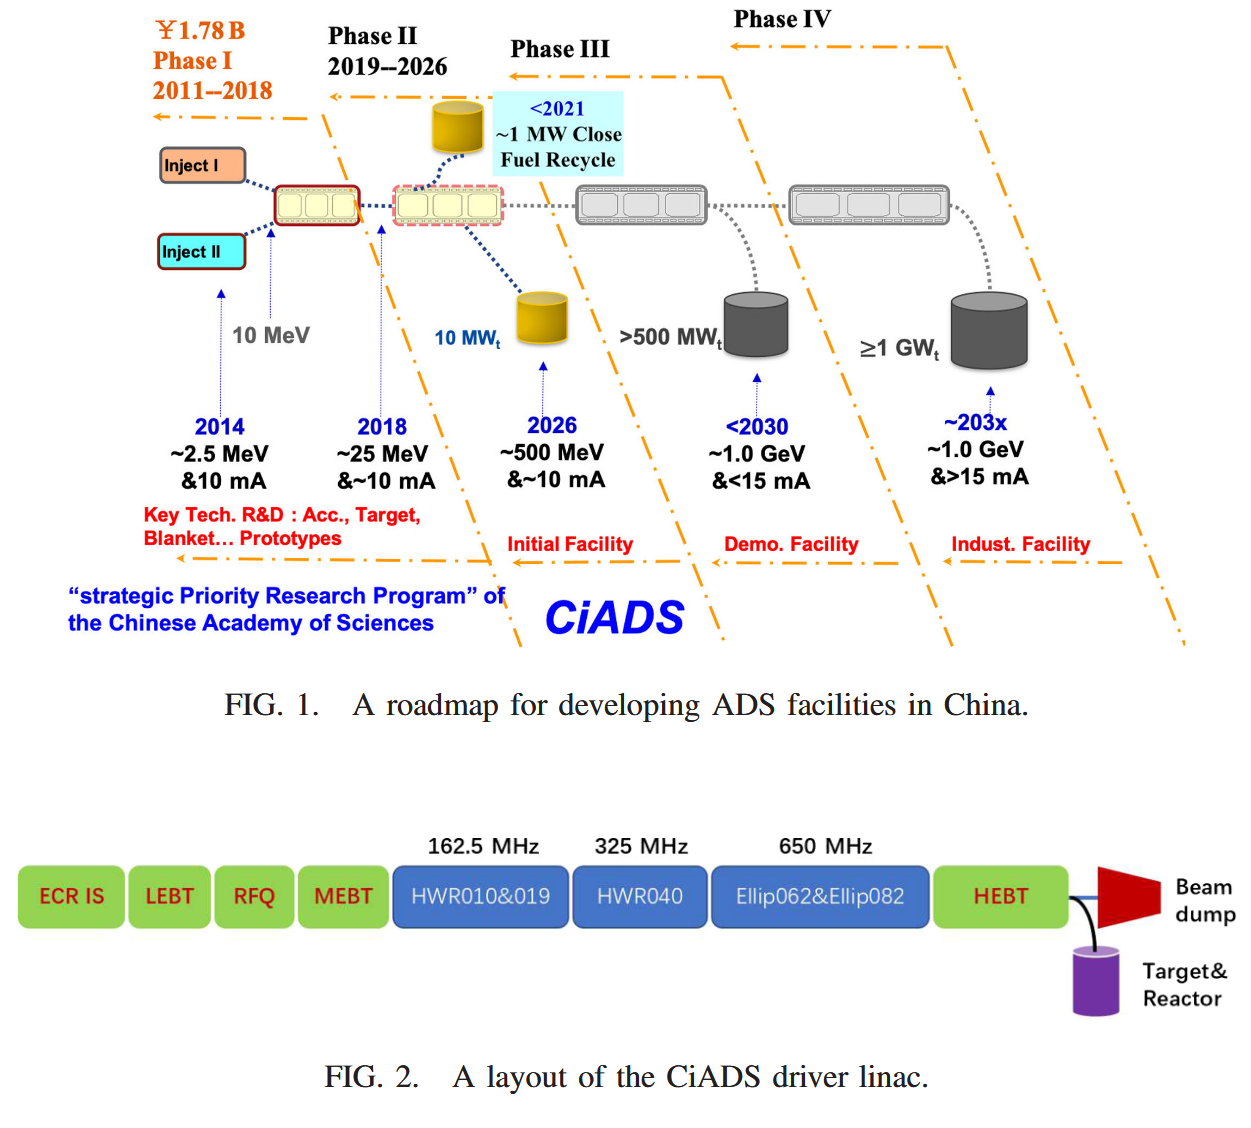 ¥1.78 B
Phase I
2011--2018
Phase II
2019--2026
Phase III
Phase IV
<2021
~1 MW Close
Fuel Recycle
Inject I
Inject II
10 MeV
10 MWt
>500 MWt
≥1 GWt
2014
~2.5 MeV
&10 mA
2018
~25 MeV
&~10 mA
2026
~500 MeV
&~10 mA
<2030
~1.0 GeV
&<15 mA
~203x
~1.0 GeV
&>15 mA
Key Tech. R&D : Acc., Target,
Blanket... Prototypes
Initial Facility
Demo. Facility
Indust. Facility
“strategic Priority Research Program” of
the Chinese Academy of Sciences
CiADS
FIG. 1. A roadmap for developing ADS facilities in China.
162.5 MHz
325 MHz
650 MHz
ECR IS
LEBT
RFQ
MEBT
HWR010&019
HWR040
Ellip062&Ellip082
HEBT
Beam
dump
Target&
Reactor
FIG. 2. A layout of the CiADS driver linac.